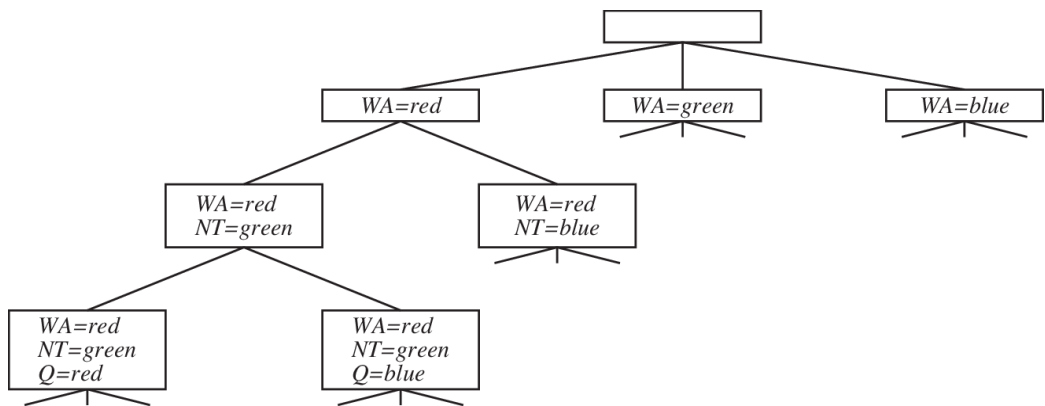 WA=red
WA=green
WA=blue
WA=red
NT=green
WA=red
NT=blue
WA=red
NT=green
Q=red
WA=red
NT=green
Q=blue